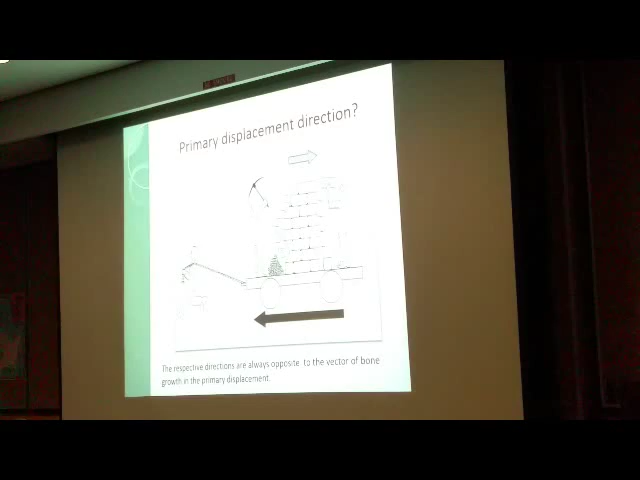 Primary displacement direction?
The respective directions are always opposite to the vector of bone
growth in the primary displacement.